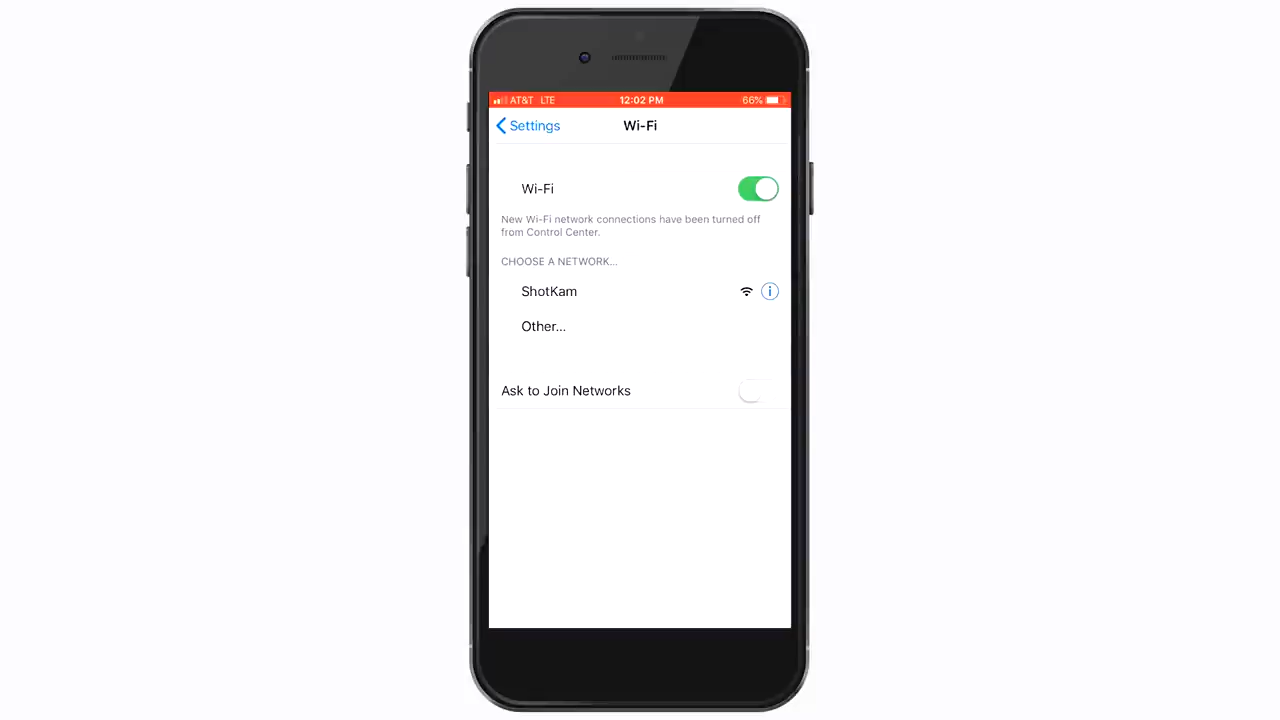 AT&T LTE 12:02 PM 66%
Settings Wi-Fi
Wi-Fi
New Wi-Fi network connections have been turned off
from Control Center.
CHOOSE A NETWORK...
ShotKam
Other...
Ask to Join Networks